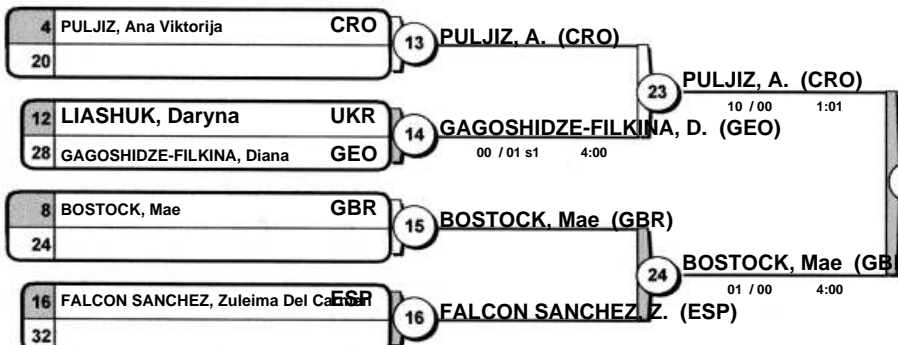 4 PULJIZ, Ana Viktorija CRO
20
13 PULJIZ, A. (CRO)
23 PULJIZ, A. (CRO)
10 / 00 1:01
12 LIASHUK, Daryna UKR
28 GAGOSHIDZE-FILKINA, Diana GEO
14 GAGOSHIDZE-FILKINA, D. (GEO)
00 / 01 s1 4:00
8 BOSTOCK, Mae GBR
24
15 BOSTOCK, Mae (GBR)
24 BOSTOCK, Mae (GB
01 / 00 4:00
16 FALCON SANCHEZ, Zuleima Del Carmen ESP
32
16 FALCON SANCHEZ, Z. (ESP)